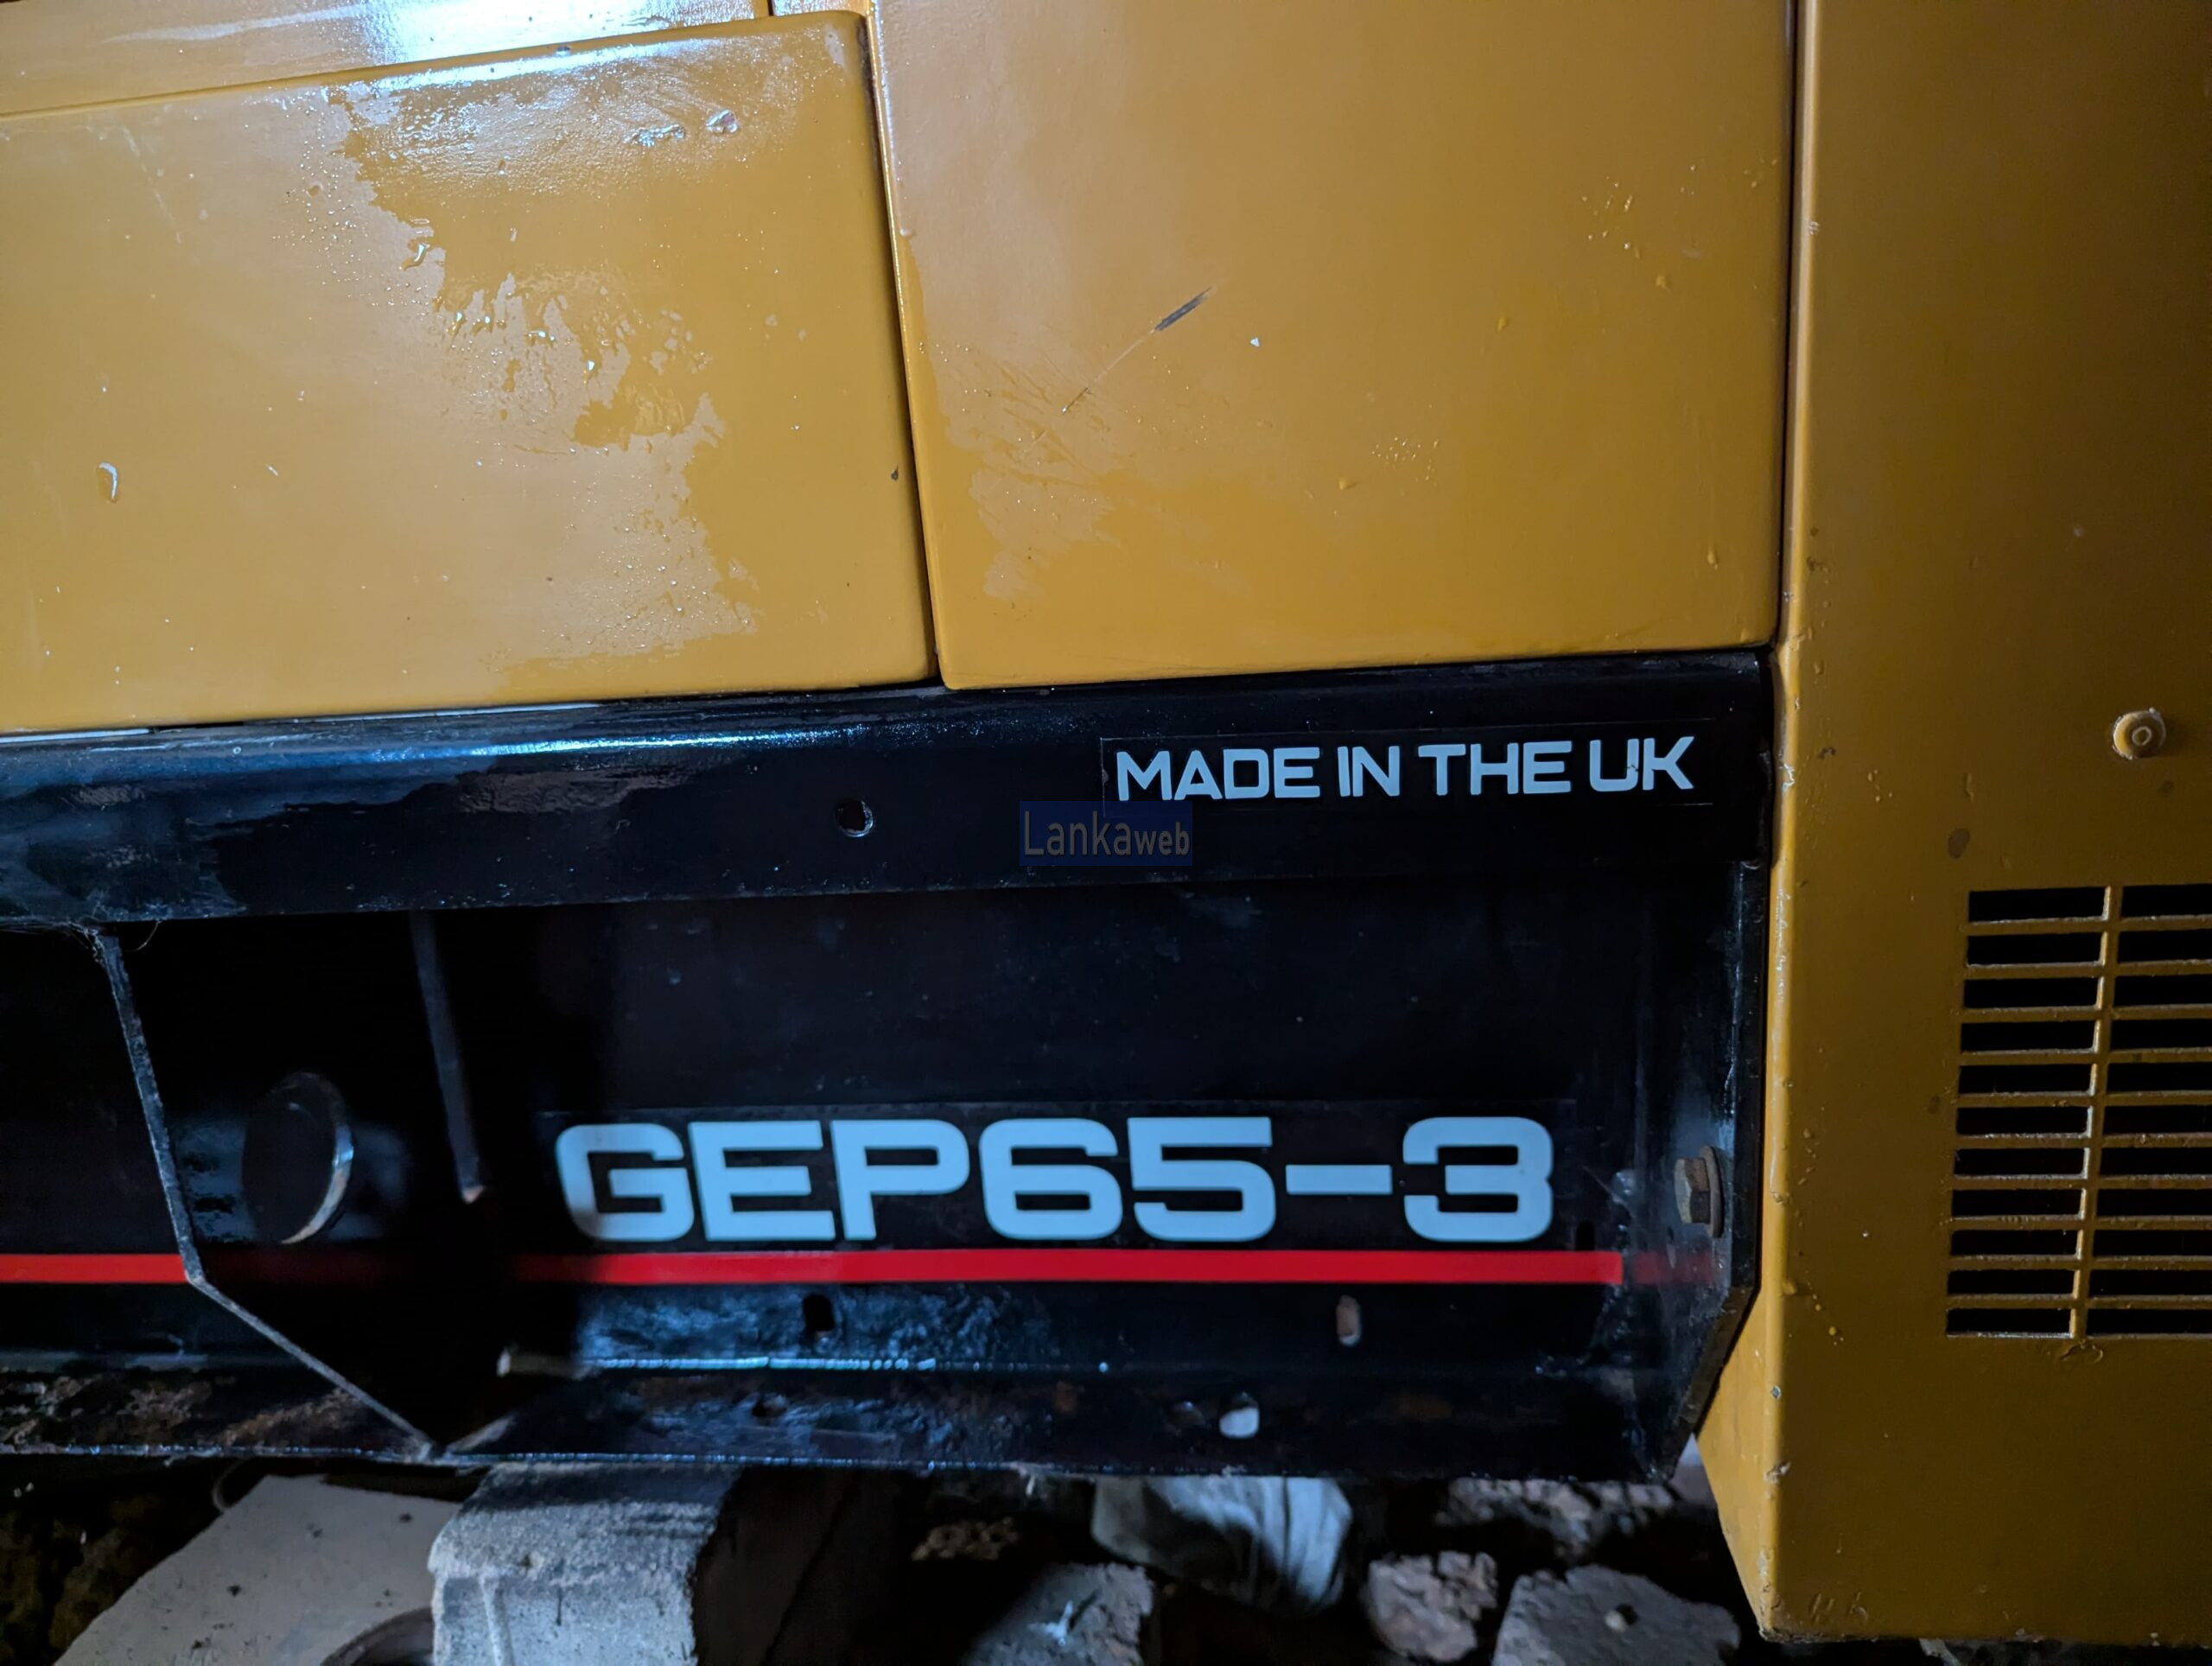 MADE IN THE UK
Lankaweb
GEP65-3